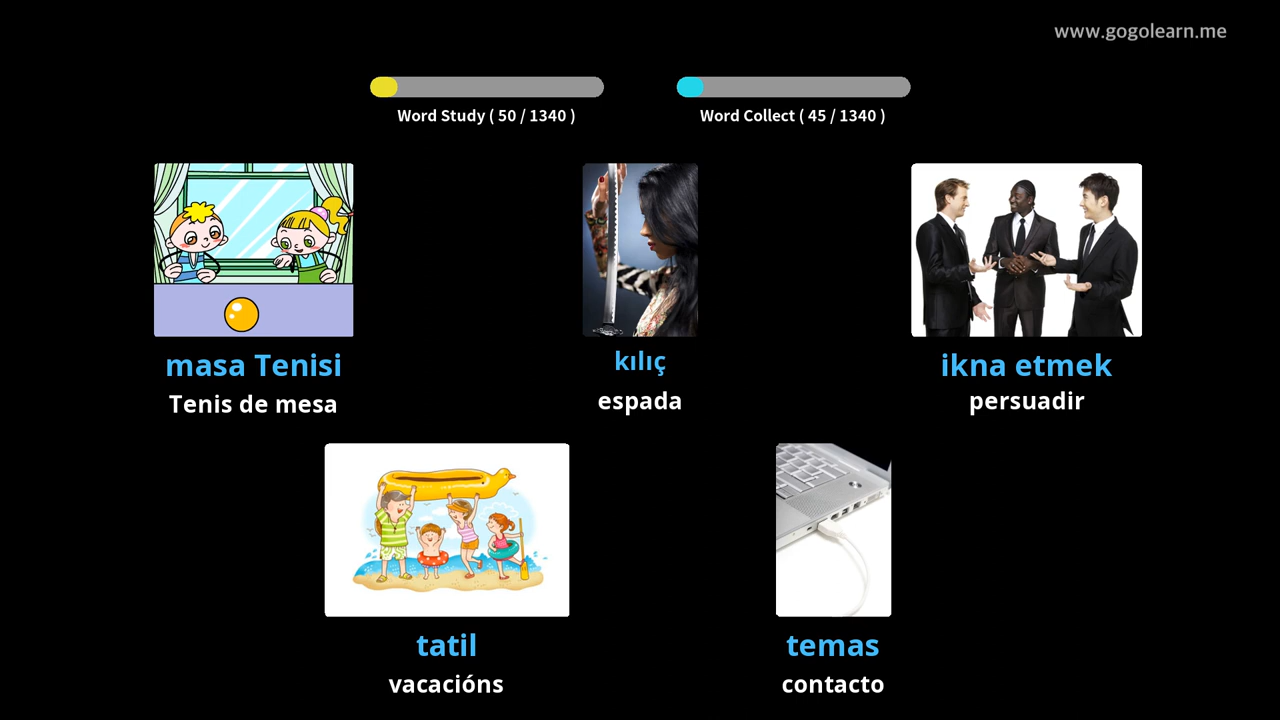 www.gogolearn.me
Word Study ( 50 / 1340 )
Word Collect ( 45 / 1340 )
masa Tenisi
Tenis de mesa
kılıç
espada
ikna etmek
persuadir
tatil
vacacións
temas
contacto